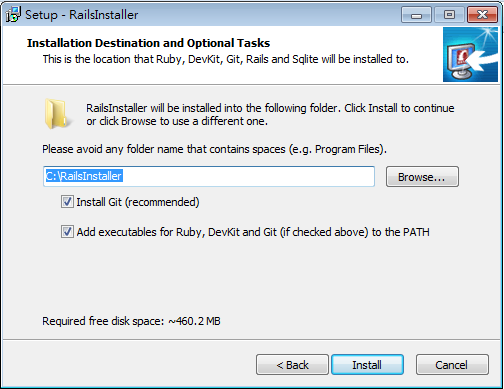 Setup - RailsInstaller
Installation Destination and Optional Tasks
This is the location that Ruby, DevKit, Git, Rails and Sqlite will be installed to.
RailsInstaller will be installed into the following folder. Click Install to continue
or click Browse to use a different one.
Please avoid any folder name that contains spaces (e.g. Program Files).
C:\RailsInstaller
Browse...
Install Git (recommended)
Add executables for Ruby, DevKit and Git (if checked above) to the PATH
Required free disk space: ~460.2 MB
< Back
Install
Cancel